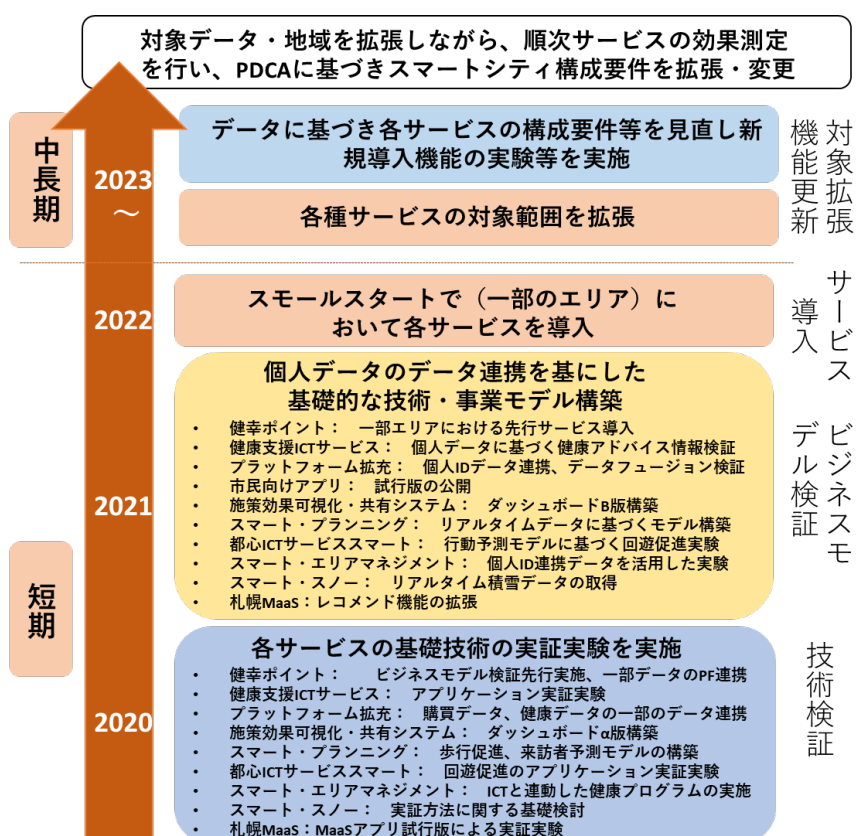 対象データ・地域を拡張しながら、順次サービスの効果測定
を行い、PDCAに基づきスマートシティ構成要件を拡張・変更
中長期
2023
～
データに基づき各サービスの構成要件等を見直し新
規導入機能の実験等を実施
各種サービスの対象範囲を拡張
対象拡張
機能更新
2022
スモールスタートで（一部のエリア）に
おいて各サービスを導入
サービス
導入
短期
2021
個人データのデータ連携を基にした
基礎的な技術・事業モデル構築
• 健幸ポイント：　一部エリアにおける先行サービス導入
• 健康支援ICTサービス：　個人データに基づく健康アドバイス情報検証
• プラットフォーム拡充：　個人IDデータ連携、データフュージョン検証
• 市民向けアプリ：　試行版の公開
• 施策効果可視化・共有システム：　ダッシュボードB版構築
• スマート・プランニング：　リアルタイムデータに基づくモデル構築
• 都心ICTサービススマート：　行動予測モデルに基づく回遊促進実験
• スマート・エリアマネジメント：　個人ID連携データを活用した実験
• スマート・スノー：　リアルタイム積雪データの取得
• 札幌MaaS：レコメンド機能の拡張
ビジネスモ
デル検証
2020
各サービスの基礎技術の実証実験を実施
• 健幸ポイント：　　ビジネスモデル検証先行実施、一部データのPF連携
• 健康支援ICTサービス：　アプリケーション実証実験
• プラットフォーム拡充：　購買データ、健康データの一部のデータ連携
• 施策効果可視化・共有システム：　ダッシュボードα版構築
• スマート・プランニング：　歩行促進、来訪者予測モデルの構築
• 都心ICTサービススマート：　回遊促進のアプリケーション実証実験
• スマート・エリアマネジメント：　ICTと連動した健康プログラムの実施
• スマート・スノー：　実証方法に関する基礎検討
• 札幌MaaS：MaaSアプリ試行版による実証実験
技術検証